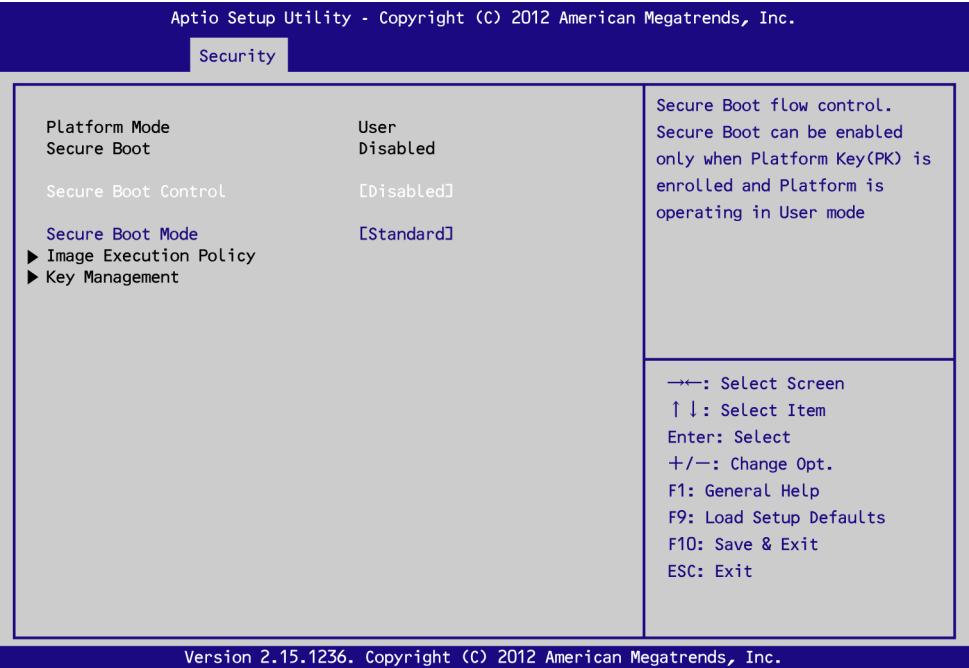 Aptio Setup Utility - Copyright (C) 2012 American Megatrends, Inc.
Security
Platform Mode User
Secure Boot Disabled
Secure Boot Control [Disabled]
Secure Boot Mode [Standard]
▶ Image Execution Policy
▶ Key Management
Secure Boot flow control.
Secure Boot can be enabled
only when Platform Key(PK) is
enrolled and Platform is
operating in User mode
→←: Select Screen
↑↓: Select Item
Enter: Select
+/-: Change Opt.
F1: General Help
F9: Load Setup Defaults
F10: Save & Exit
ESC: Exit
Version 2.15.1236. Copyright (C) 2012 American Megatrends, Inc.